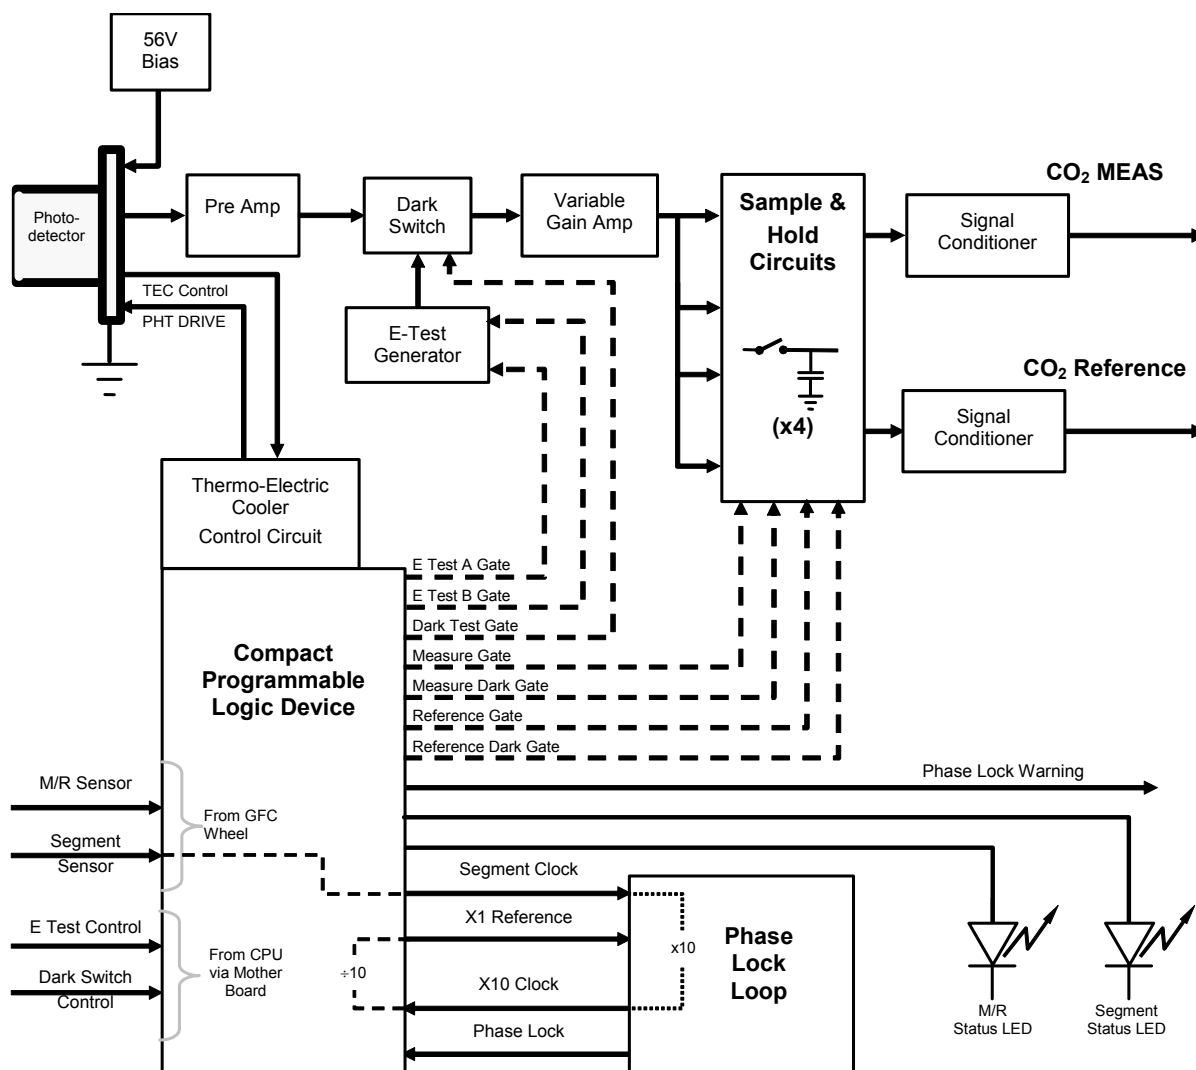 56V
Bias
CO₂ MEAS
Photo-
detector
Pre Amp
Dark
Switch
Variable
Gain Amp
Sample &
Hold
Circuits
(x4)
Signal
Conditioner
TEC Control
PHT DRIVE
E-Test
Generator
CO₂ Reference
Signal
Conditioner
Thermo-Electric
Cooler
Control Circuit
E Test A Gate
E Test B Gate
Dark Test Gate
Measure Gate
Measure Dark Gate
Reference Gate
Reference Dark Gate
Compact
Programmable
Logic Device
Phase Lock Warning
M/R Sensor
Segment
Sensor
From GFC
Wheel
E Test Control
Dark Switch
Control
From CPU
via Mother
Board
Segment Clock
X1 Reference
÷10
X10 Clock
Phase Lock
x10
Phase
Lock
Loop
M/R
Status LED
Segment
Status LED